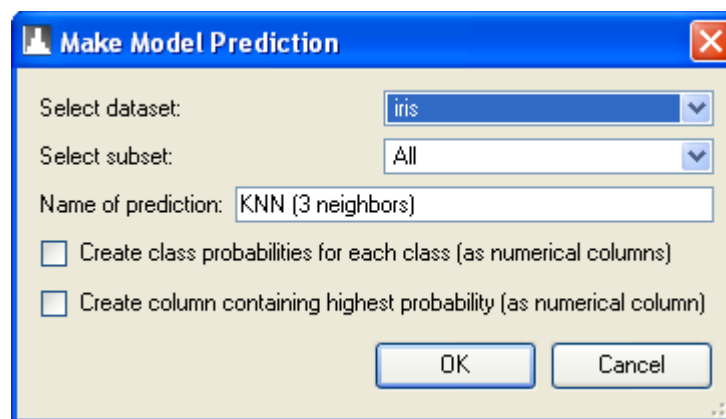 Make Model Prediction
Select dataset: iris
Select subset: All
Name of prediction: KNN (3 neighbors)
Create class probabilities for each class (as numerical columns)
Create column containing highest probability (as numerical column)
OK Cancel